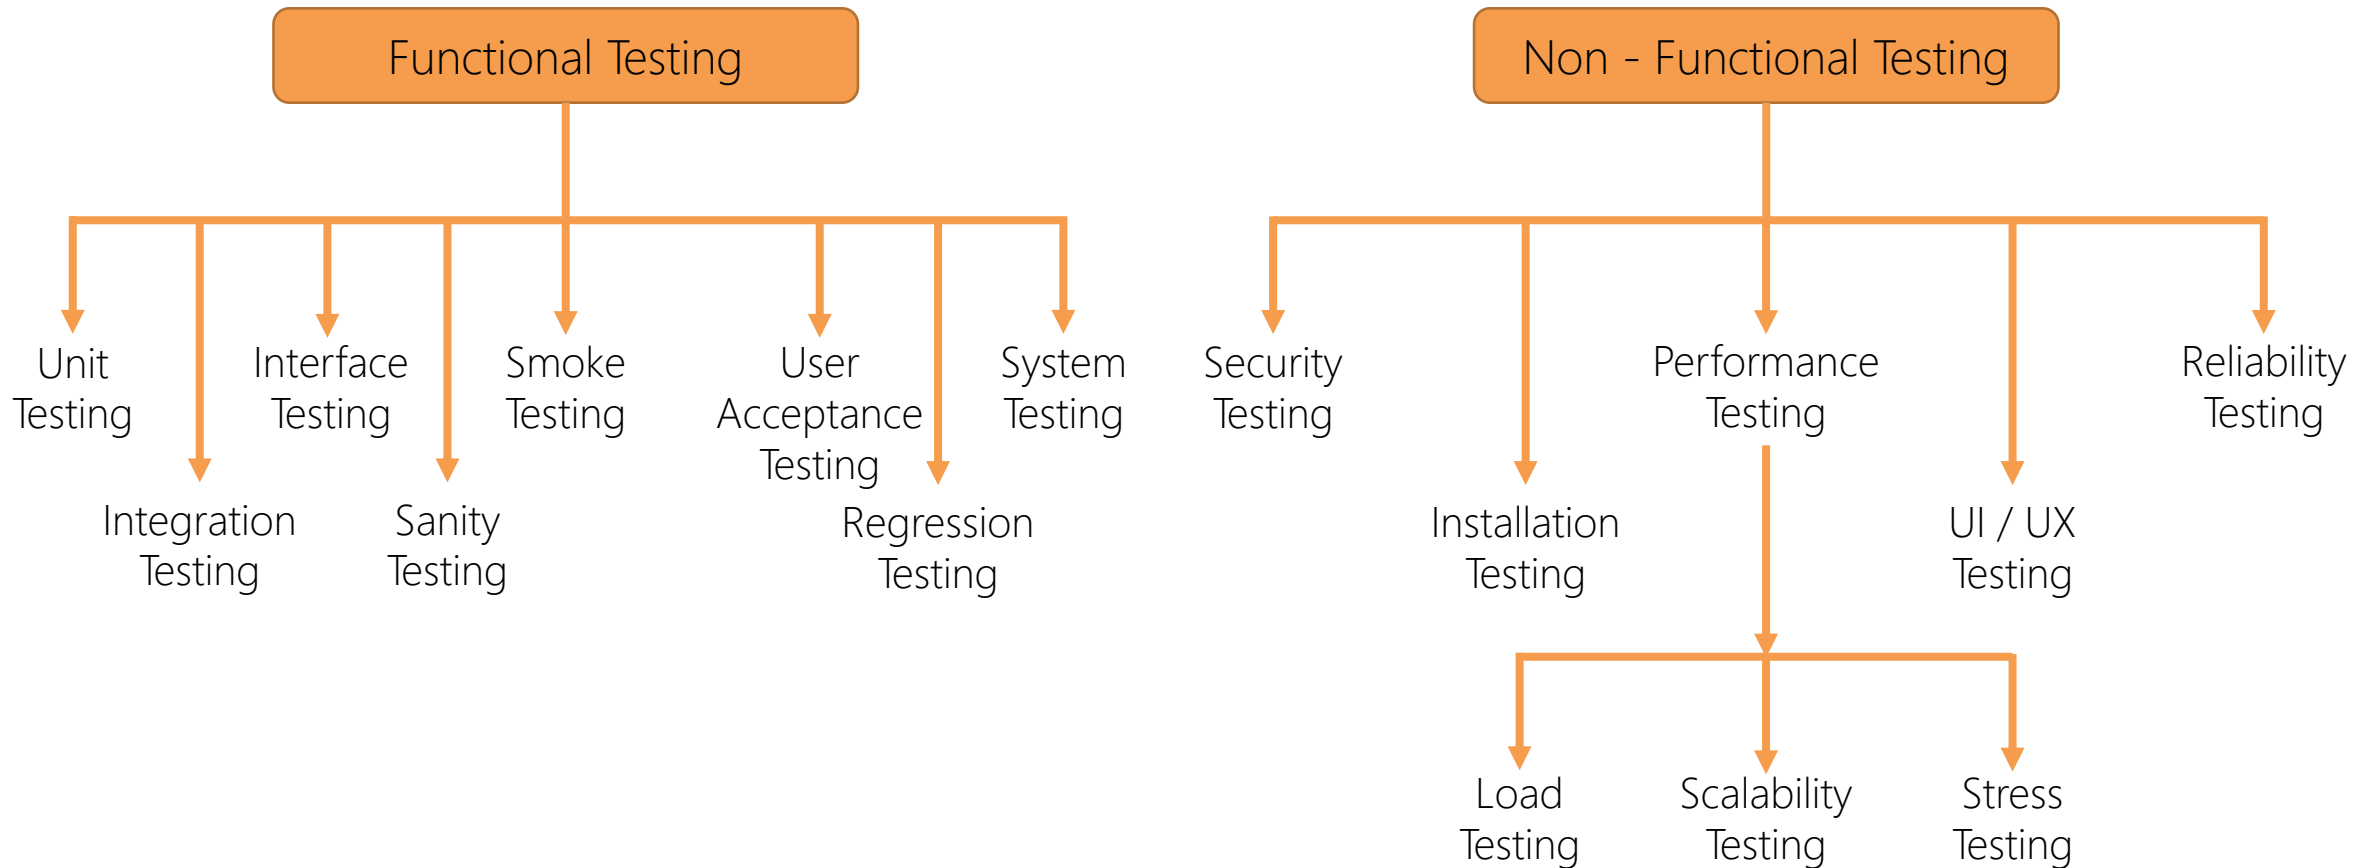 Functional Testing
Non - Functional Testing
Unit
Testing
Integration
Testing
Interface
Testing
Sanity
Testing
Smoke
Testing
User
Acceptance
Testing
Regression
Testing
System
Testing
Security
Testing
Installation
Testing
Performance
Testing
UI / UX
Testing
Reliability
Testing
Load
Testing
Scalability
Testing
Stress
Testing